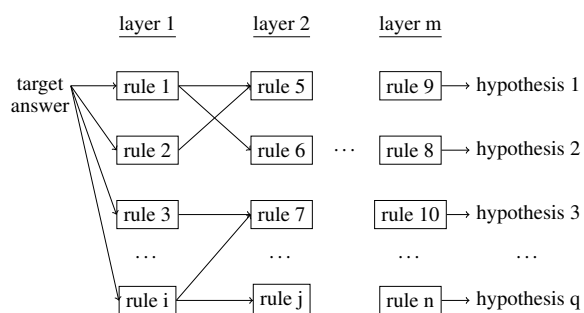 layer 1 layer 2 layer m
target answer
rule 1 rule 5 rule 9 hypothesis 1
rule 2 rule 6 ... rule 8 hypothesis 2
rule 3 rule 7 rule 10 hypothesis 3
... ... ... ...
rule i rule j rule n hypothesis q